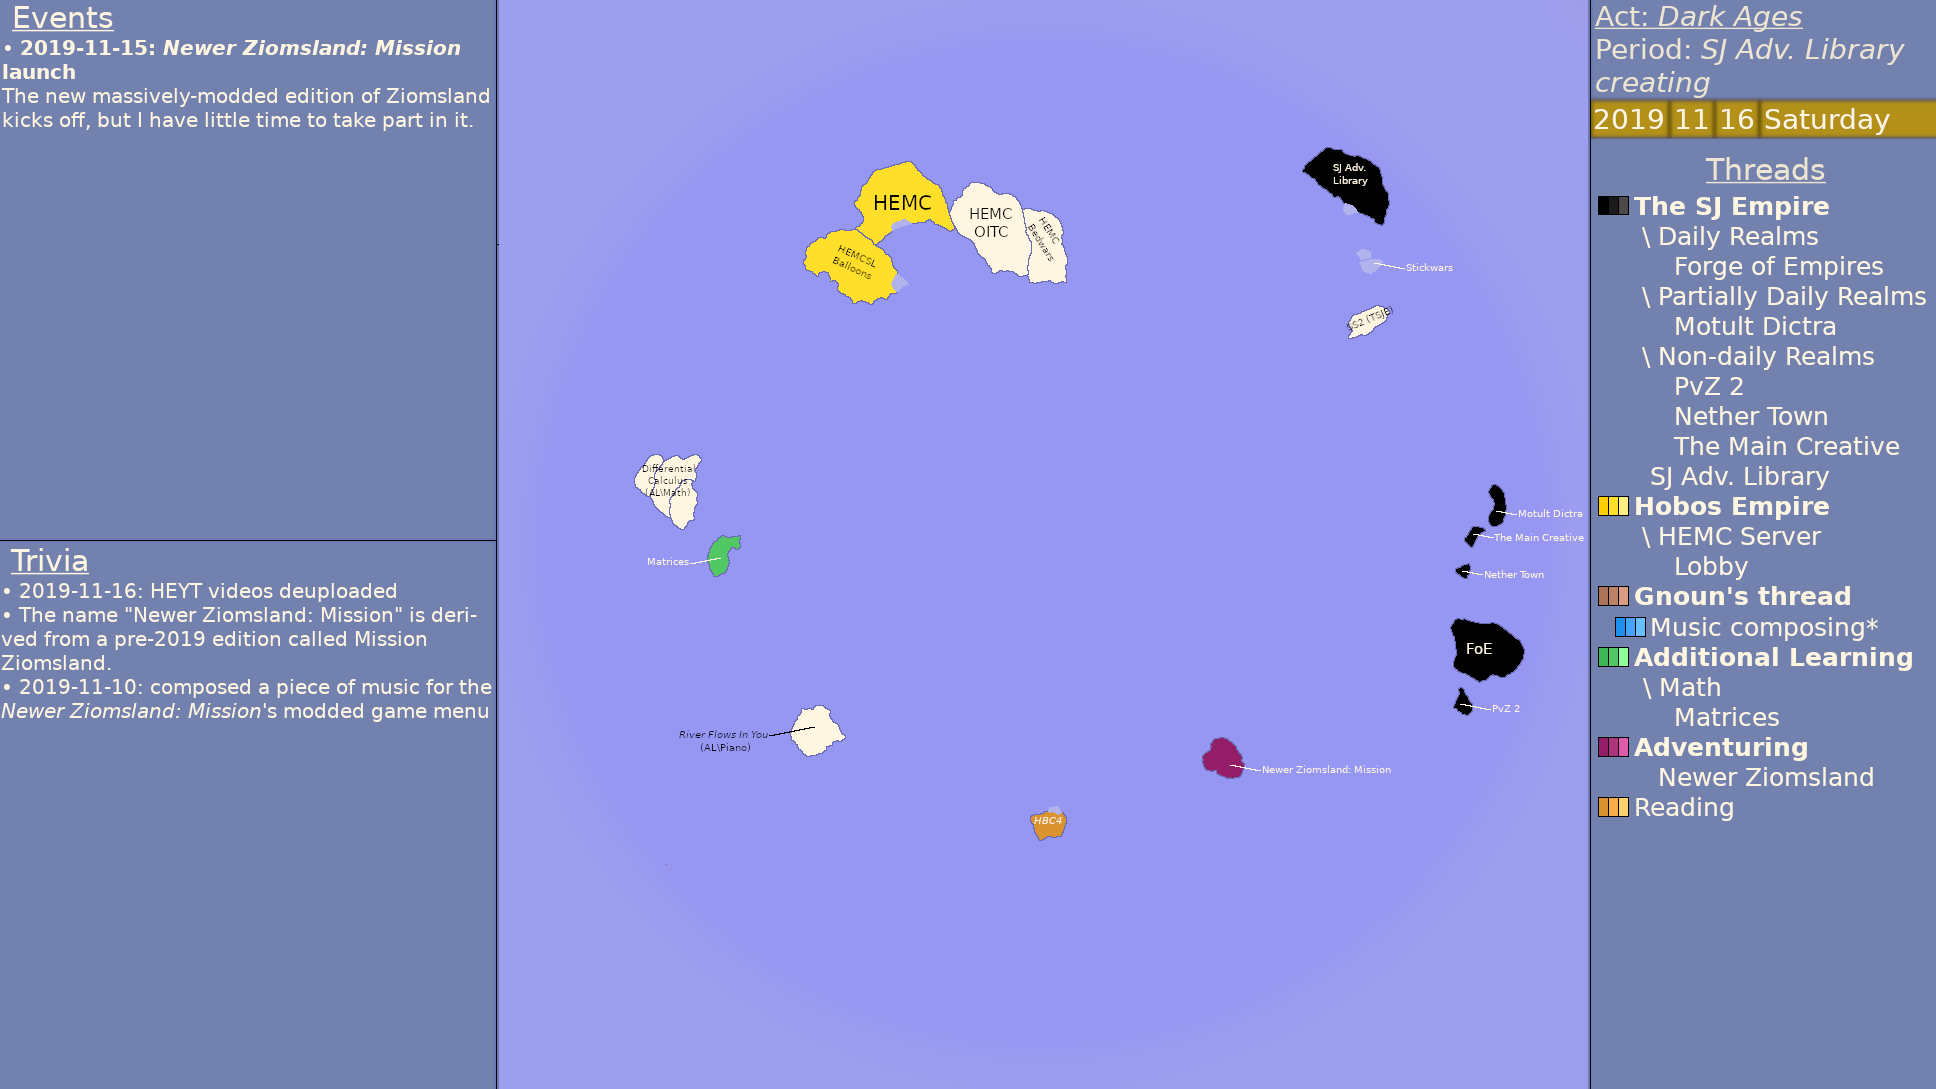 Events
• 2019-11-15: Newer Ziomsland: Mission
launch
The new massively-modded edition of Ziomsland
kicks off, but I have little time to take part in it.
Trivia
• 2019-11-16: HEYT videos deuploaded
• The name "Newer Ziomsland: Mission" is deri-
ved from a pre-2019 edition called Mission
Ziomsland.
• 2019-11-10: composed a piece of music for the
Newer Ziomsland: Mission's modded game menu
HEMC
HEMCSL
Balloons
HEMC
OITC
HEMC
Bedwars
SJ Adv.
Library
Stickwars
S2 (TSJE)
Differential
Calculus
(AL\Math)
Matrices
Motult Dictra
The Main Creative
Nether Town
FoE
PvZ 2
River Flows In You
(AL\Piano)
Newer Ziomsland: Mission
HBC4
Act: Dark Ages
Period: SJ Adv. Library
creating
2019 11 16 Saturday
Threads
The SJ Empire
\ Daily Realms
Forge of Empires
\ Partially Daily Realms
Motult Dictra
\ Non-daily Realms
PvZ 2
Nether Town
The Main Creative
SJ Adv. Library
Hobos Empire
\ HEMC Server
Lobby
Gnoun's thread
Music composing*
Additional Learning
\ Math
Matrices
Adventuring
Newer Ziomsland
Reading